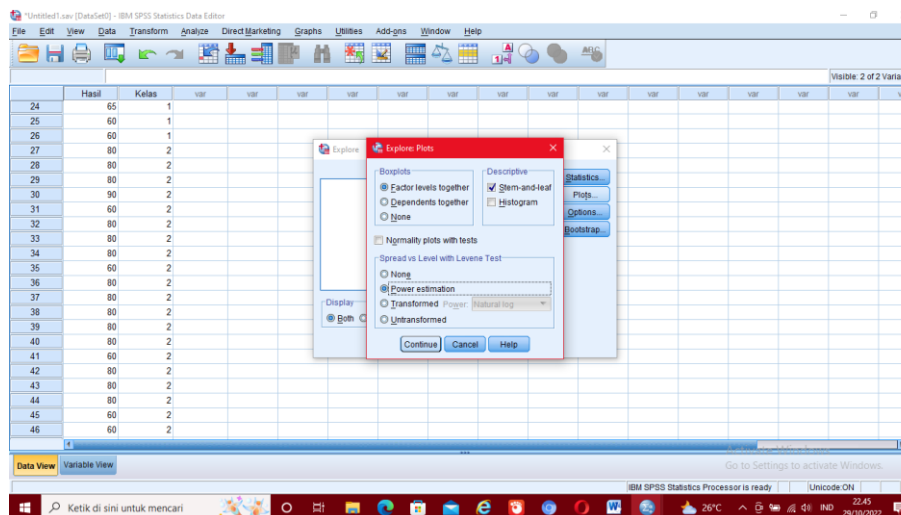 *Untitled1.sav [DataSet0] - IBM SPSS Statistics Data Editor
File Edit View Data Transform Analyze Direct Marketing Graphs Utilities Add-ons Window Help
Visible: 2 of 2 Varia
Hasil Kelas var var var var var var var var var var var var var
24 65 1
25 60 1
26 60 1
27 80 2
28 80 2
29 80 2
30 90 2
31 60 2
32 80 2
33 80 2
34 80 2
35 60 2
36 80 2
37 80 2
38 80 2
39 80 2
40 80 2
41 60 2
42 80 2
43 80 2
44 80 2
45 60 2
46 60 2
Explore
Statistics...
Plots...
Options...
Bootstrap...
Display
Both
Explore: Plots
Boxplots
Factor levels together
Dependents together
None
Descriptive
Stem-and-leaf
Histogram
Normality plots with tests
Spread vs Level with Levene Test
None
Power estimation
Transformed Power: Natural log
Untransformed
Continue Cancel Help
Data View Variable View
Go to Settings to activate Windows.
IBM SPSS Statistics Processor is ready Unicode:ON
Ketik di sini untuk mencari
26°C IND 22.45
29/10/2022